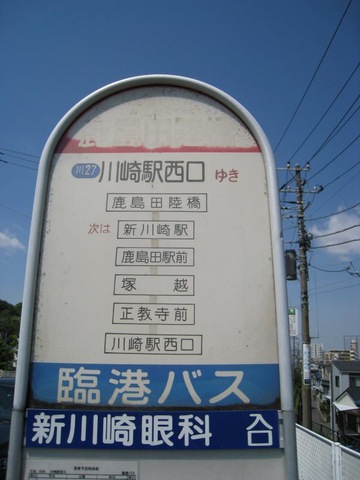 川27 川崎駅西口 ゆき
鹿島田陸橋
次は 新川崎駅
鹿島田駅前
塚越
正教寺前
川崎駅西口
臨港バス
新川崎眼科